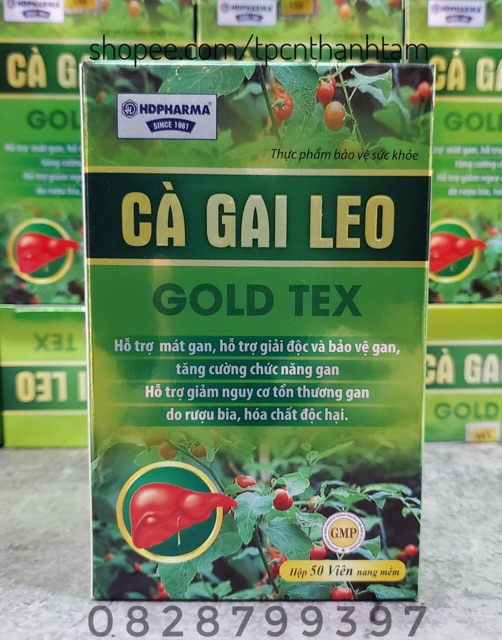 shopee.com/tpcnthanhtam
HDPHARMA
SINCE 1961
Thực phẩm bảo vệ sức khỏe
CÀ GAI LEO
GOLD TEX
Hỗ trợ mát gan, hỗ trợ giải độc và bảo vệ gan,
tăng cường chức năng gan
Hỗ trợ giảm nguy cơ tổn thương gan
do rượu bia, hóa chất độc hại.
GMP
Hộp 50 Viên nang mềm
0828799397